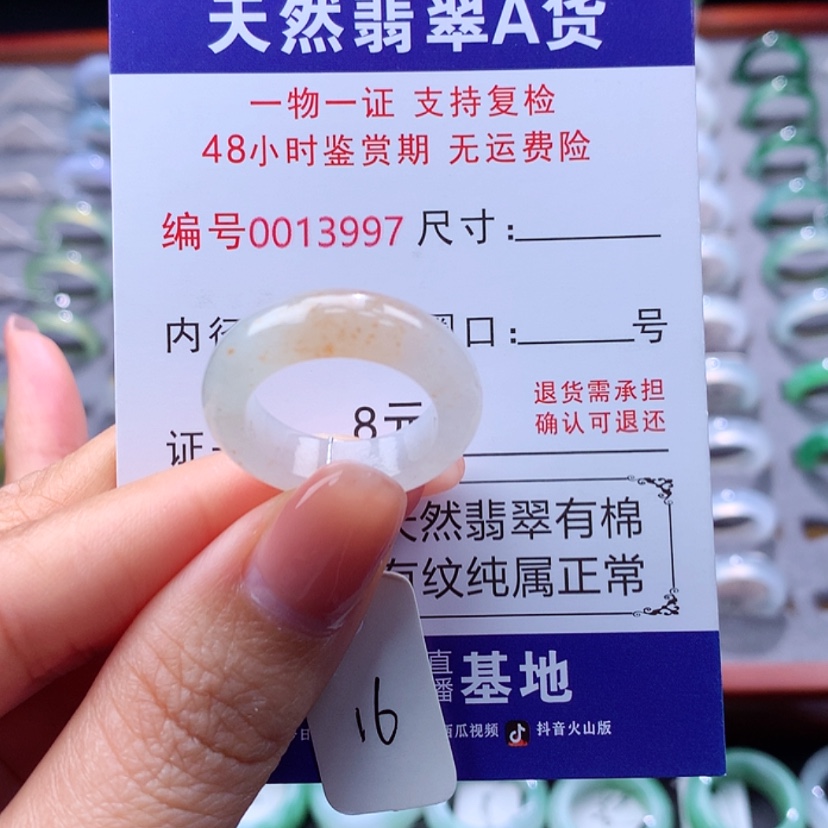 天然翡翠A货
一物一证 支持复检
48小时鉴赏期 无运费险
编号0013997 尺寸:
内径 圈口: 号
退货需承担
确认可退还
证 8元
天然翡翠有棉
有纹纯属正常
直播基地
西瓜视频 抖音火山版
16